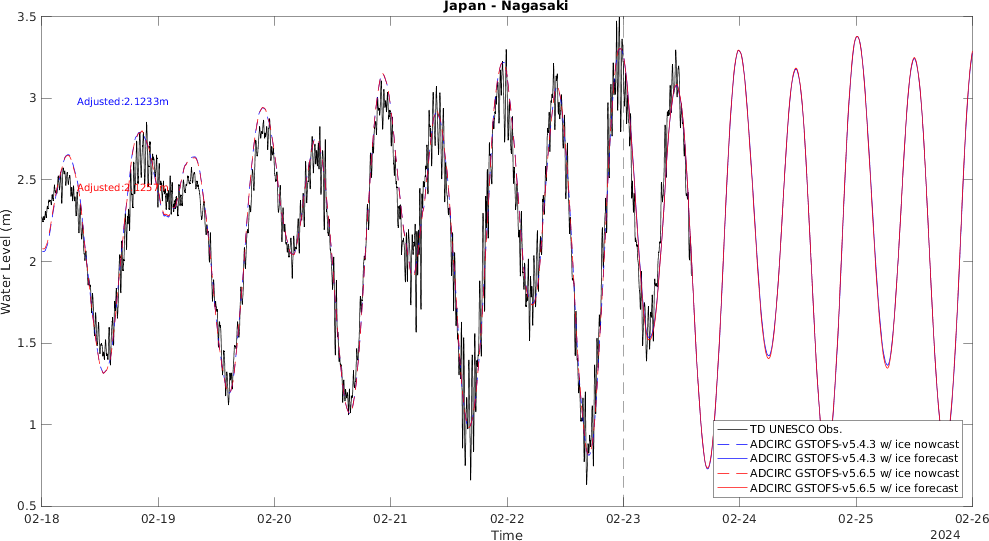 Japan - Nagasaki
3.5
3
2.5
2
1.5
1
0.5
Water Level (m)
Adjusted:2.1233m
Adjusted:2.1257m
TD UNESCO Obs.
ADCIRC GSTOFS-v5.4.3 w/ ice nowcast
ADCIRC GSTOFS-v5.4.3 w/ ice forecast
ADCIRC GSTOFS-v5.6.5 w/ ice nowcast
ADCIRC GSTOFS-v5.6.5 w/ ice forecast
02-18 02-19 02-20 02-21 02-22 02-23 02-24 02-25 02-26
Time
2024